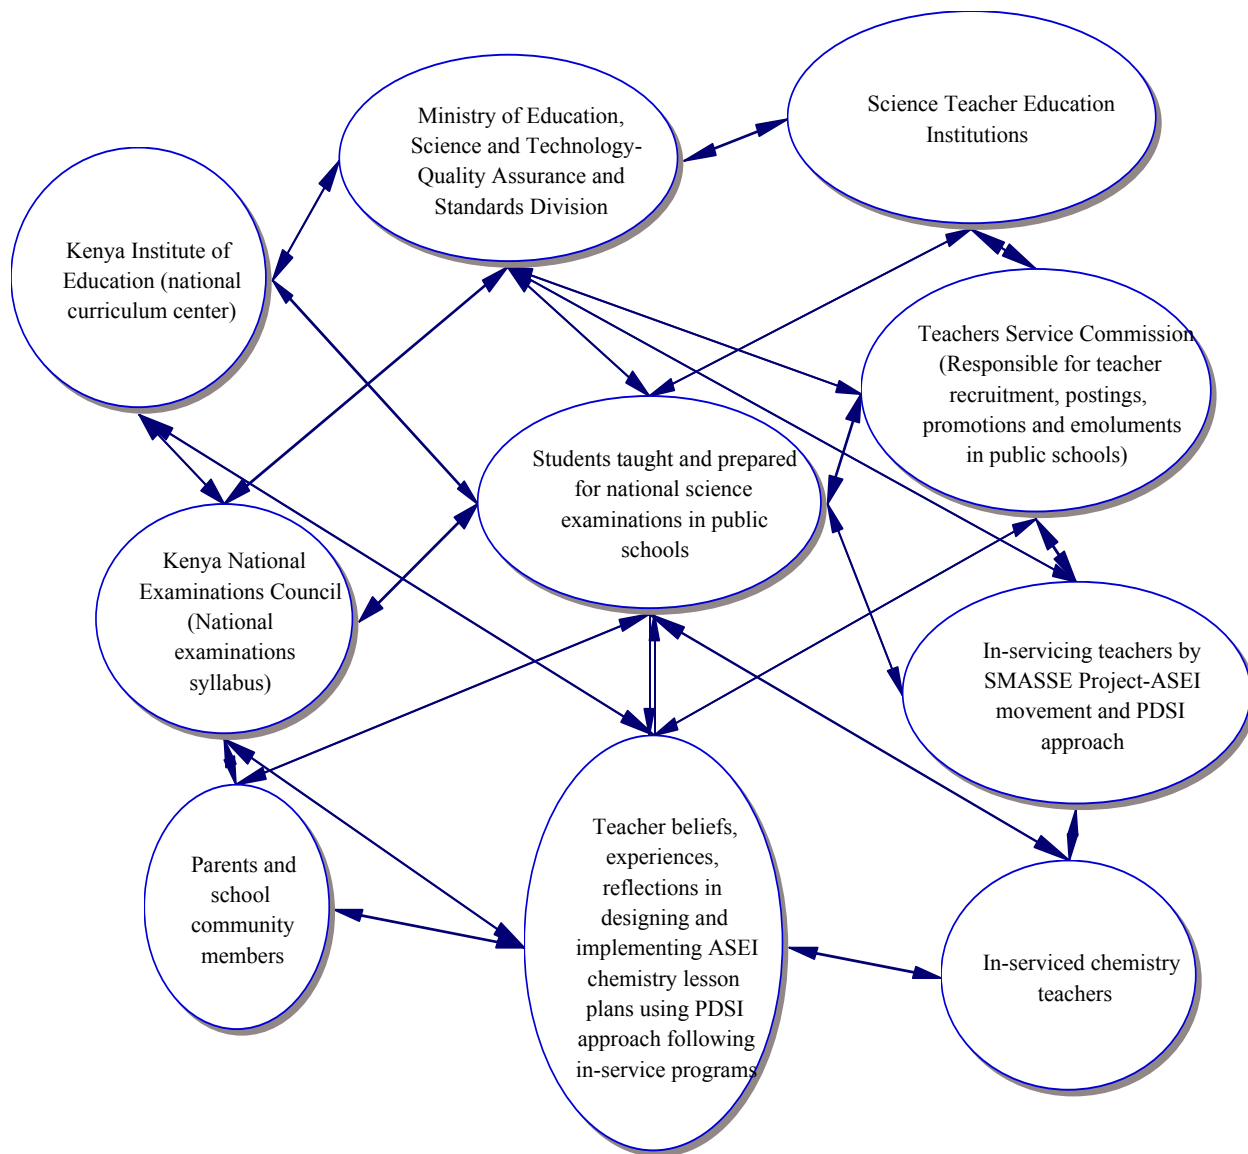 Ministry of Education,
Science and Technology-
Quality Assurance and
Standards Division
Science Teacher Education
Institutions
Kenya Institute of
Education (national
curriculum center)
Teachers Service Commission
(Responsible for teacher
recruitment, postings,
promotions and emoluments
in public schools)
Students taught and prepared
for national science
examinations in public
schools
Kenya National
Examinations Council
(National
examinations
syllabus)
In-servicing teachers by
SMASSE Project-ASEI
movement and PDSI
approach
Parents and
school
community
members
Teacher beliefs,
experiences,
reflections in
designing and
implementing ASEI
chemistry lesson
plans using PDSI
approach following
in-service programs
In-serviced chemistry
teachers